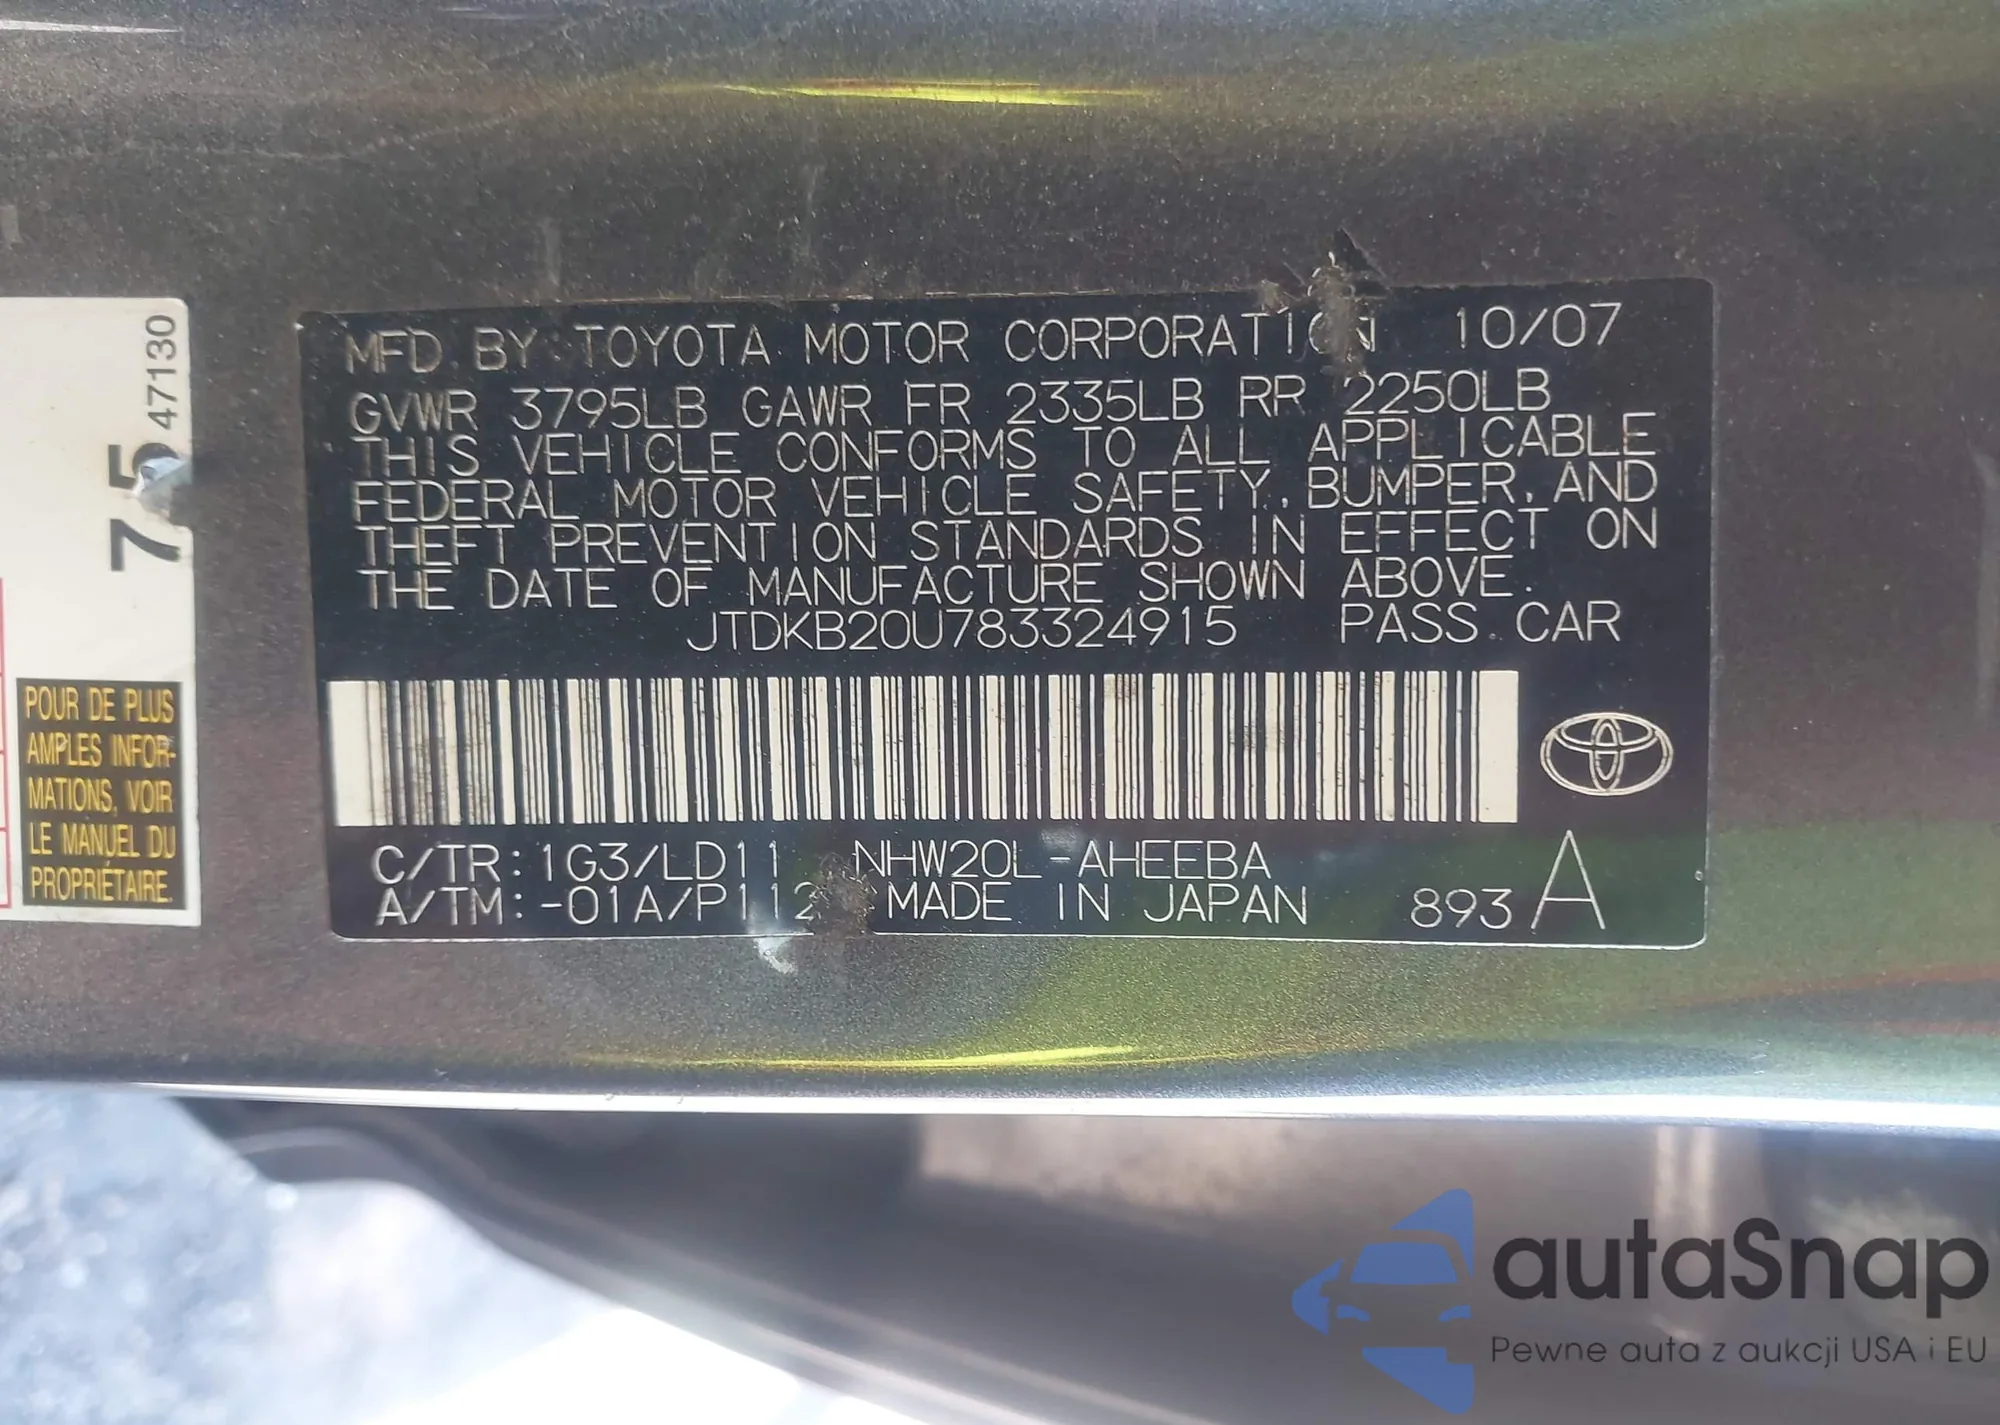 MFD. BY: TOYOTA MOTOR CORPORATION 10/07
GVWR 3795LB GAWR FR 2335LB RR 2250LB
THIS VEHICLE CONFORMS TO ALL APPLICABLE
FEDERAL MOTOR VEHICLE SAFETY, BUMPER, AND
THEFT PREVENTION STANDARDS IN EFFECT ON
THE DATE OF MANUFACTURE SHOWN ABOVE.
JTDKB20U783324915 PASS. CAR
C/TR: 1G3/LD11 NHW20L-AHEEBA
A/TM: -01A/P112 MADE IN JAPAN 893 A
75 47130
POUR DE PLUS
AMPLES INFOR-
MATIONS, VOIR
LE MANUEL DU
PROPRIÉTAIRE.
autaSnap
Pewne auta z aukcji USA i EU